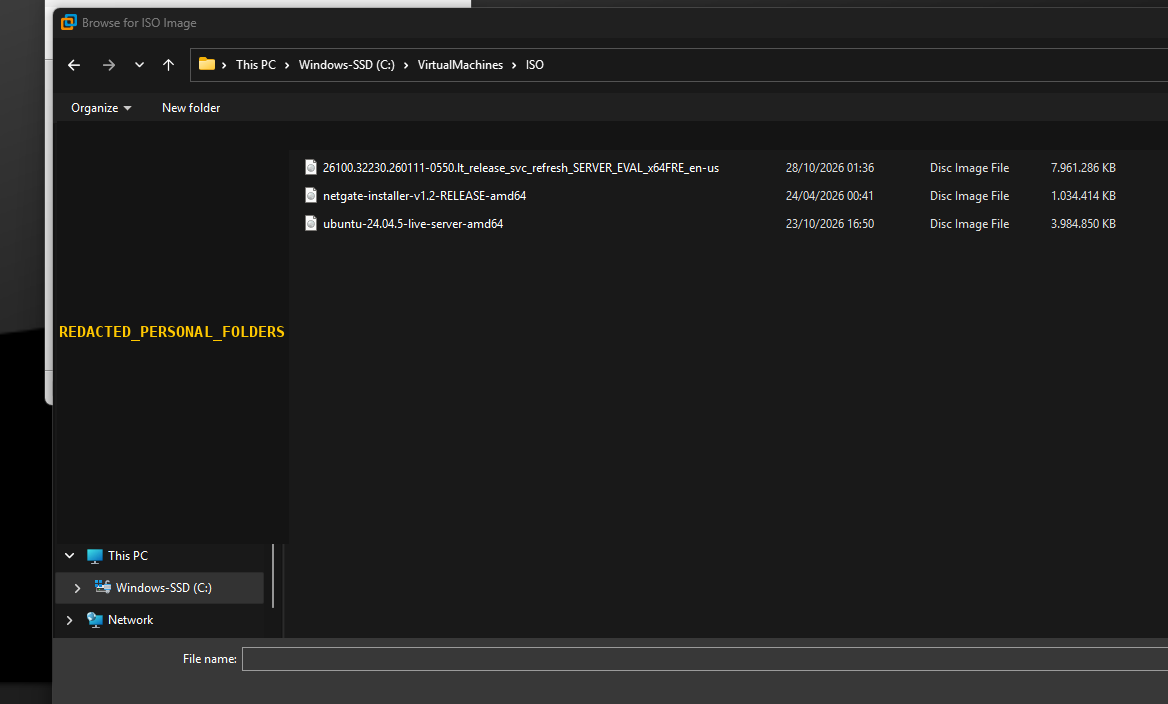 Browse for ISO Image
This PC > Windows-SSD (C:) > VirtualMachines > ISO
Organize New folder
26100.32230.260111-0550.lt_release_svc_refresh_SERVER_EVAL_x64FRE_en-us 28/10/2026 01:36 Disc Image File 7.961.286 KB
netgate-installer-v1.2-RELEASE-amd64 24/04/2026 00:41 Disc Image File 1.034.414 KB
ubuntu-24.04.5-live-server-amd64 23/10/2026 16:50 Disc Image File 3.984.850 KB
REDACTED_PERSONAL_FOLDERS
This PC
Windows-SSD (C:)
Network
File name: